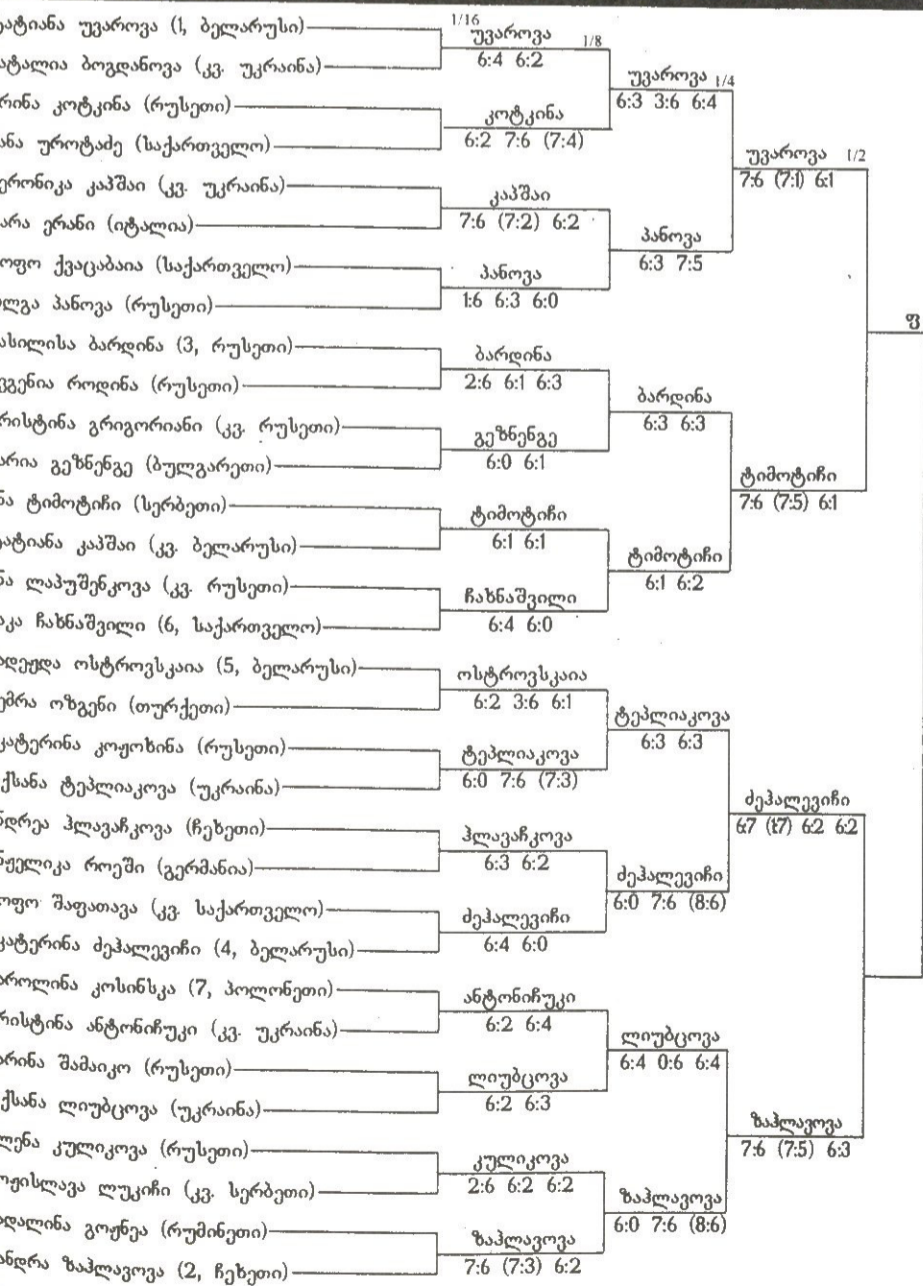 ატიანა უვაროვა (1, ბელარუსი)
ატალია ბოგდანოვა (კვ. უკრაინა)
რინა კოტკინა (რუსეთი)
ანა უროტაძე (საქართველო)
ერონიკა კაპშაი (კვ. უკრაინა)
არა ერანი (იტალია)
ოფო ქვაცაბაია (საქართველო)
ლგა პანოვა (რუსეთი)
ასილისა ბარდინა (3, რუსეთი)
ვგენია როდინა (რუსეთი)
რისტინა გრიგორიანი (კვ. რუსეთი)
არია გეზნენგე (ბულგარეთი)
ნა ტიმოტიჩი (სერბეთი)
ატიანა კაპშაი (კვ. ბელარუსი)
ნა ლაპუშენკოვა (კვ. რუსეთი)
აკა ჩახნაშვილი (6, საქართველო)
ადეჟდა ოსტროვსკაია (5, ბელარუსი)
ემრა ოზგენი (თურქეთი)
კატერინა კოჟოხინა (რუსეთი)
ქსანა ტეპლიაკოვა (უკრაინა)
ნდრეა ჰლავაჩკოვა (ჩეხეთი)
ნჟელიკა როეში (გერმანია)
ოფო შაფათავა (კვ. საქართველო)
კატერინა ძეჰალევიჩი (4, ბელარუსი)
აროლინა კოსინსკა (7, პოლონეთი)
რისტინა ანტონიჩუკი (კვ. უკრაინა)
არინა შამაიკო (რუსეთი)
ქსანა ლიუბცოვა (უკრაინა)
ლენა კულიკოვა (რუსეთი)
ოჟისლავა ლუკიჩი (კვ. სერბეთი)
ადალინა გოჟნეა (რუმინეთი)
ანდრა ზაჰლავოვა (2, ჩეხეთი)
1/16
უვაროვა
6:4 6:2
კოტკინა
6:2 7:6 (7:4)
კაპშაი
7:6 (7:2) 6:2
პანოვა
1:6 6:3 6:0
ბარდინა
2:6 6:1 6:3
გეზნენგე
6:0 6:1
ტიმოტიჩი
6:1 6:1
ჩახნაშვილი
6:4 6:0
ოსტროვსკაია
6:2 3:6 6:1
ტეპლიაკოვა
6:0 7:6 (7:3)
ჰლავაჩკოვა
6:3 6:2
ძეჰალევიჩი
6:4 6:0
ანტონიჩუკი
6:2 6:4
ლიუბცოვა
6:2 6:3
კულიკოვა
2:6 6:2 6:2
ზაჰლავოვა
7:6 (7:3) 6:2
1/8
უვაროვა
6:3 3:6 6:4
პანოვა
6:3 7:5
ბარდინა
6:3 6:3
ტიმოტიჩი
6:1 6:2
ტეპლიაკოვა
6:3 6:3
ძეჰალევიჩი
6:0 7:6 (8:6)
ლიუბცოვა
6:4 0:6 6:4
ზაჰლავოვა
6:0 7:6 (8:6)
1/4
უვაროვა
7:6 (7:1) 6:1
ტიმოტიჩი
7:6 (7:5) 6:1
ძეჰალევიჩი
6:7 (1:7) 6:2 6:2
ზაჰლავოვა
7:6 (7:5) 6:3
1/2
ფ